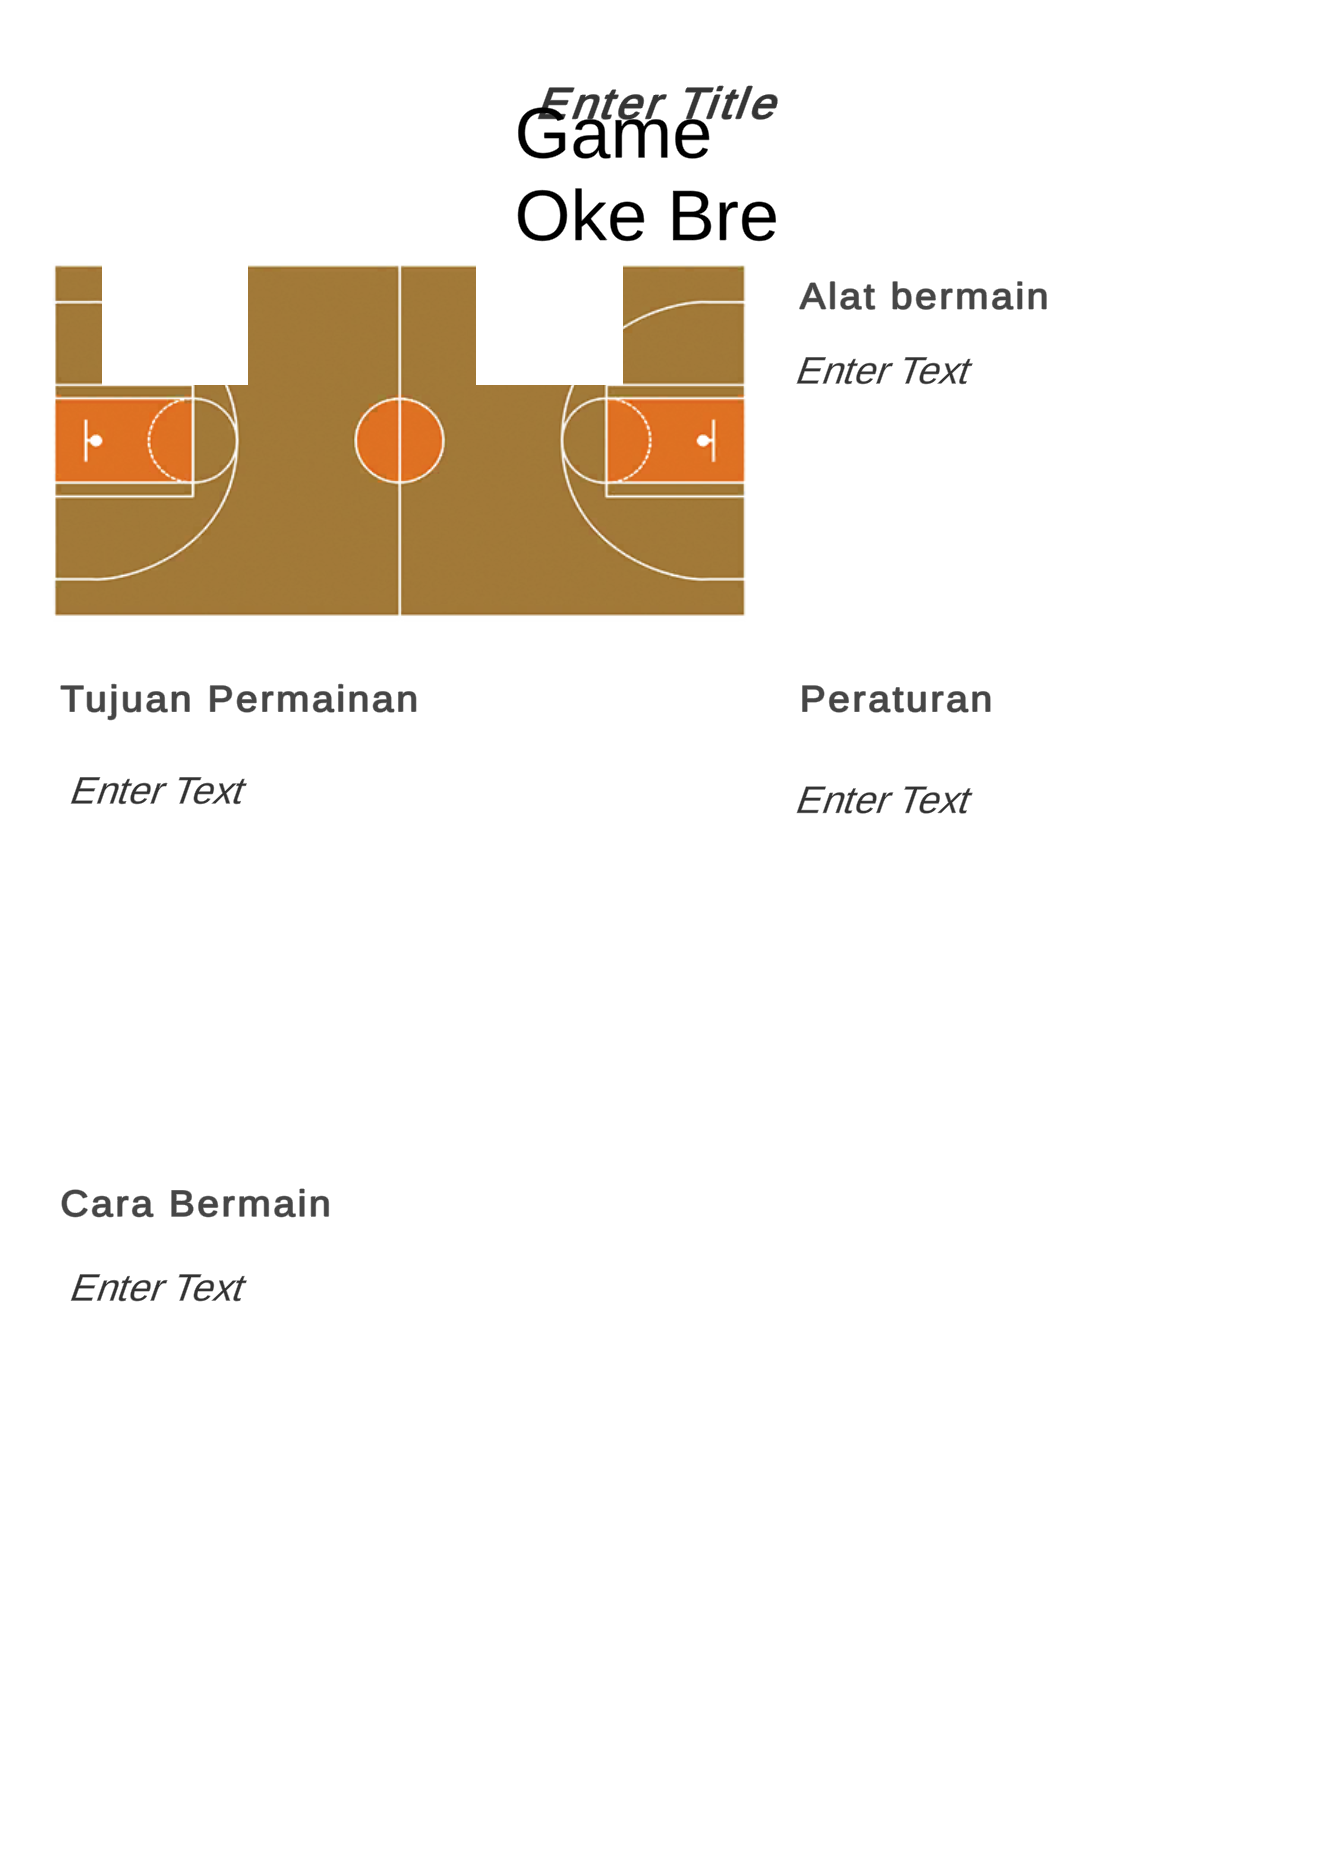 Enter Title
Game
Oke Bre
Alat bermain
Enter Text
Tujuan Permainan
Enter Text
Peraturan
Enter Text
Cara Bermain
Enter Text